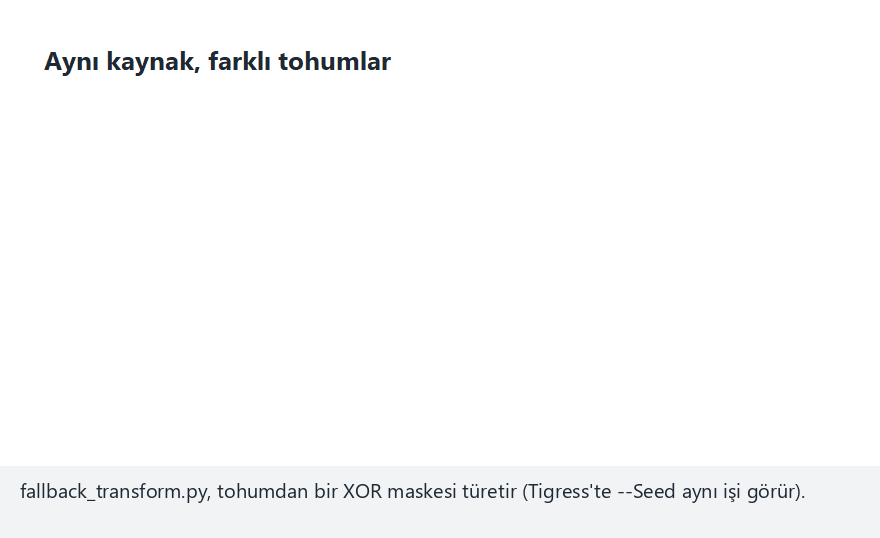 Aynı kaynak, farklı tohumlar
fallback_transform.py, tohumdan bir XOR maskesi türetir (Tigress'te --Seed aynı işi görür).